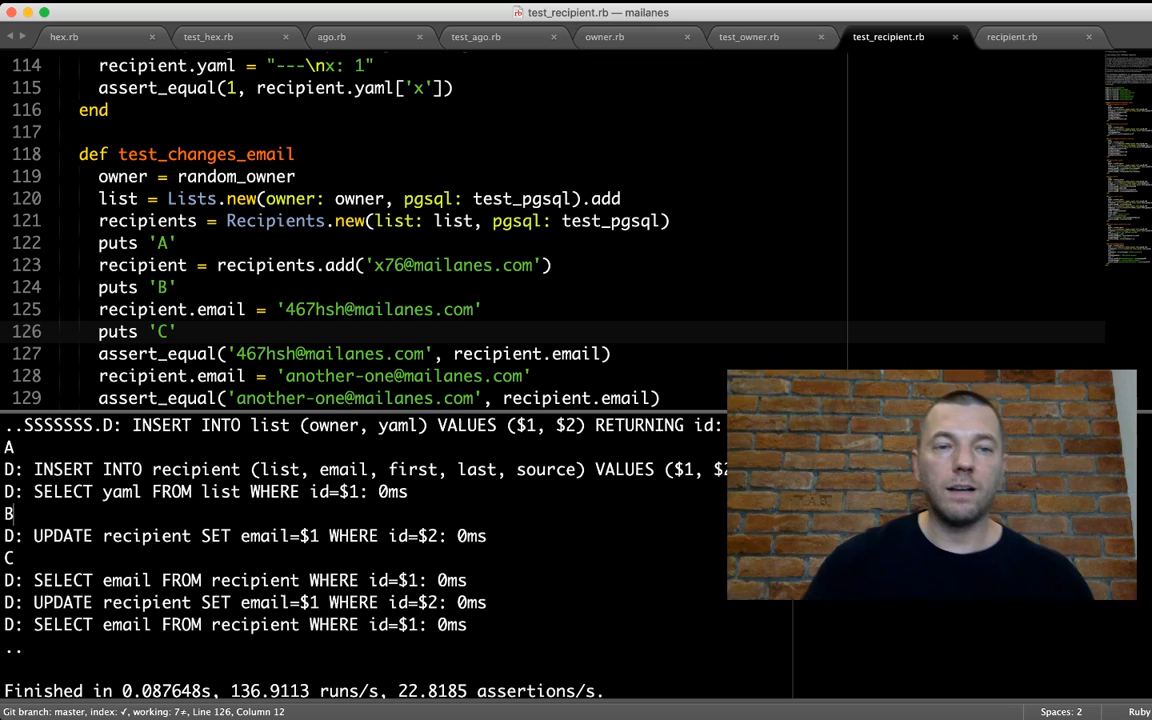 test_recipient.rb — mailanes
hex.rb
test_hex.rb
ago.rb
test_ago.rb
owner.rb
test_owner.rb
test_recipient.rb
recipient.rb
114 recipient.yaml = "---\nx: 1"
115 assert_equal(1, recipient.yaml['x'])
116 end
117
118 def test_changes_email
119 owner = random_owner
120 list = Lists.new(owner: owner, pgsql: test_pgsql).add
121 recipients = Recipients.new(list: list, pgsql: test_pgsql)
122 puts 'A'
123 recipient = recipients.add('x76@mailanes.com')
124 puts 'B'
125 recipient.email = '467hsh@mailanes.com'
126 puts 'C'
127 assert_equal('467hsh@mailanes.com', recipient.email)
128 recipient.email = 'another-one@mailanes.com'
129 assert_equal('another-one@mailanes.com', recipient.email)
..SSSSSSS.D: INSERT INTO list (owner, yaml) VALUES ($1, $2) RETURNING id:
A
D: INSERT INTO recipient (list, email, first, last, source) VALUES ($1, $2
D: SELECT yaml FROM list WHERE id=$1: 0ms
B
D: UPDATE recipient SET email=$1 WHERE id=$2: 0ms
C
D: SELECT email FROM recipient WHERE id=$1: 0ms
D: UPDATE recipient SET email=$1 WHERE id=$2: 0ms
D: SELECT email FROM recipient WHERE id=$1: 0ms
..
Finished in 0.087648s, 136.9113 runs/s, 22.8185 assertions/s.
Git branch: master, index: ✓, working: 7≠, Line 126, Column 12
Spaces: 2
Ruby